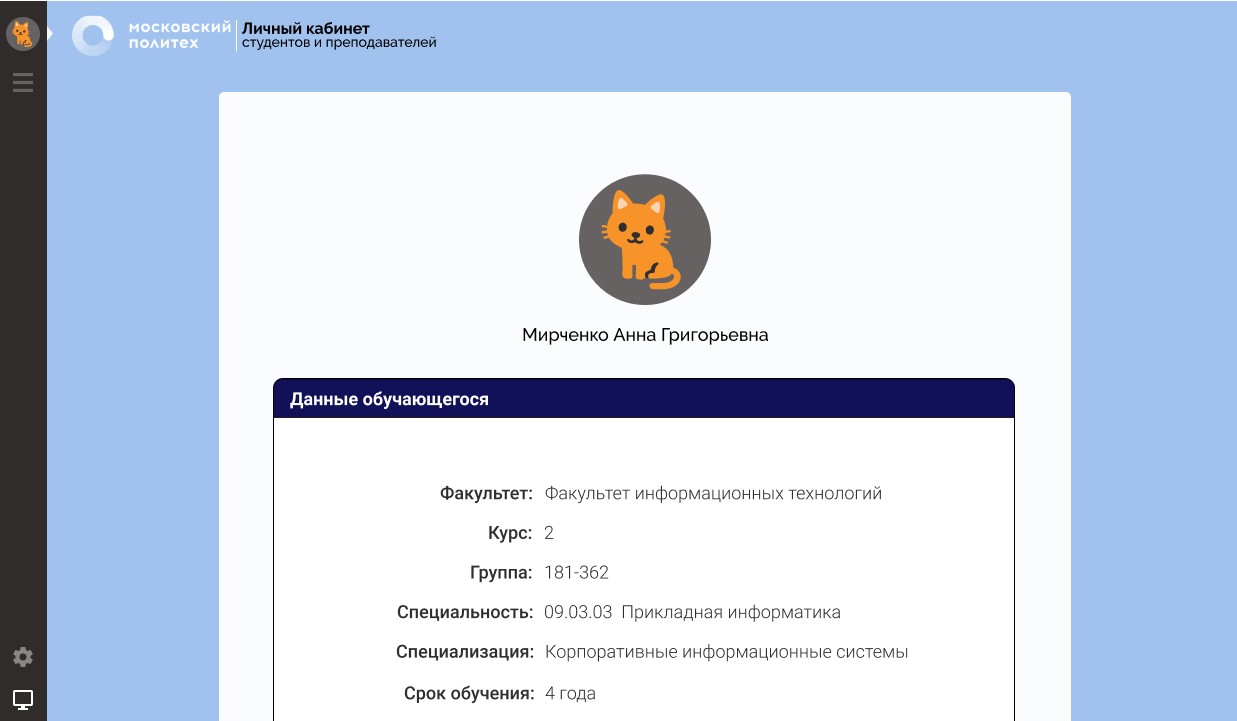 московский
политех
Личный кабинет
студентов и преподавателей
Мирченко Анна Григорьевна
Данные обучающегося
Факультет: Факультет информационных технологий
Курс: 2
Группа: 181-362
Специальность: 09.03.03 Прикладная информатика
Специализация: Корпоративные информационные системы
Срок обучения: 4 года